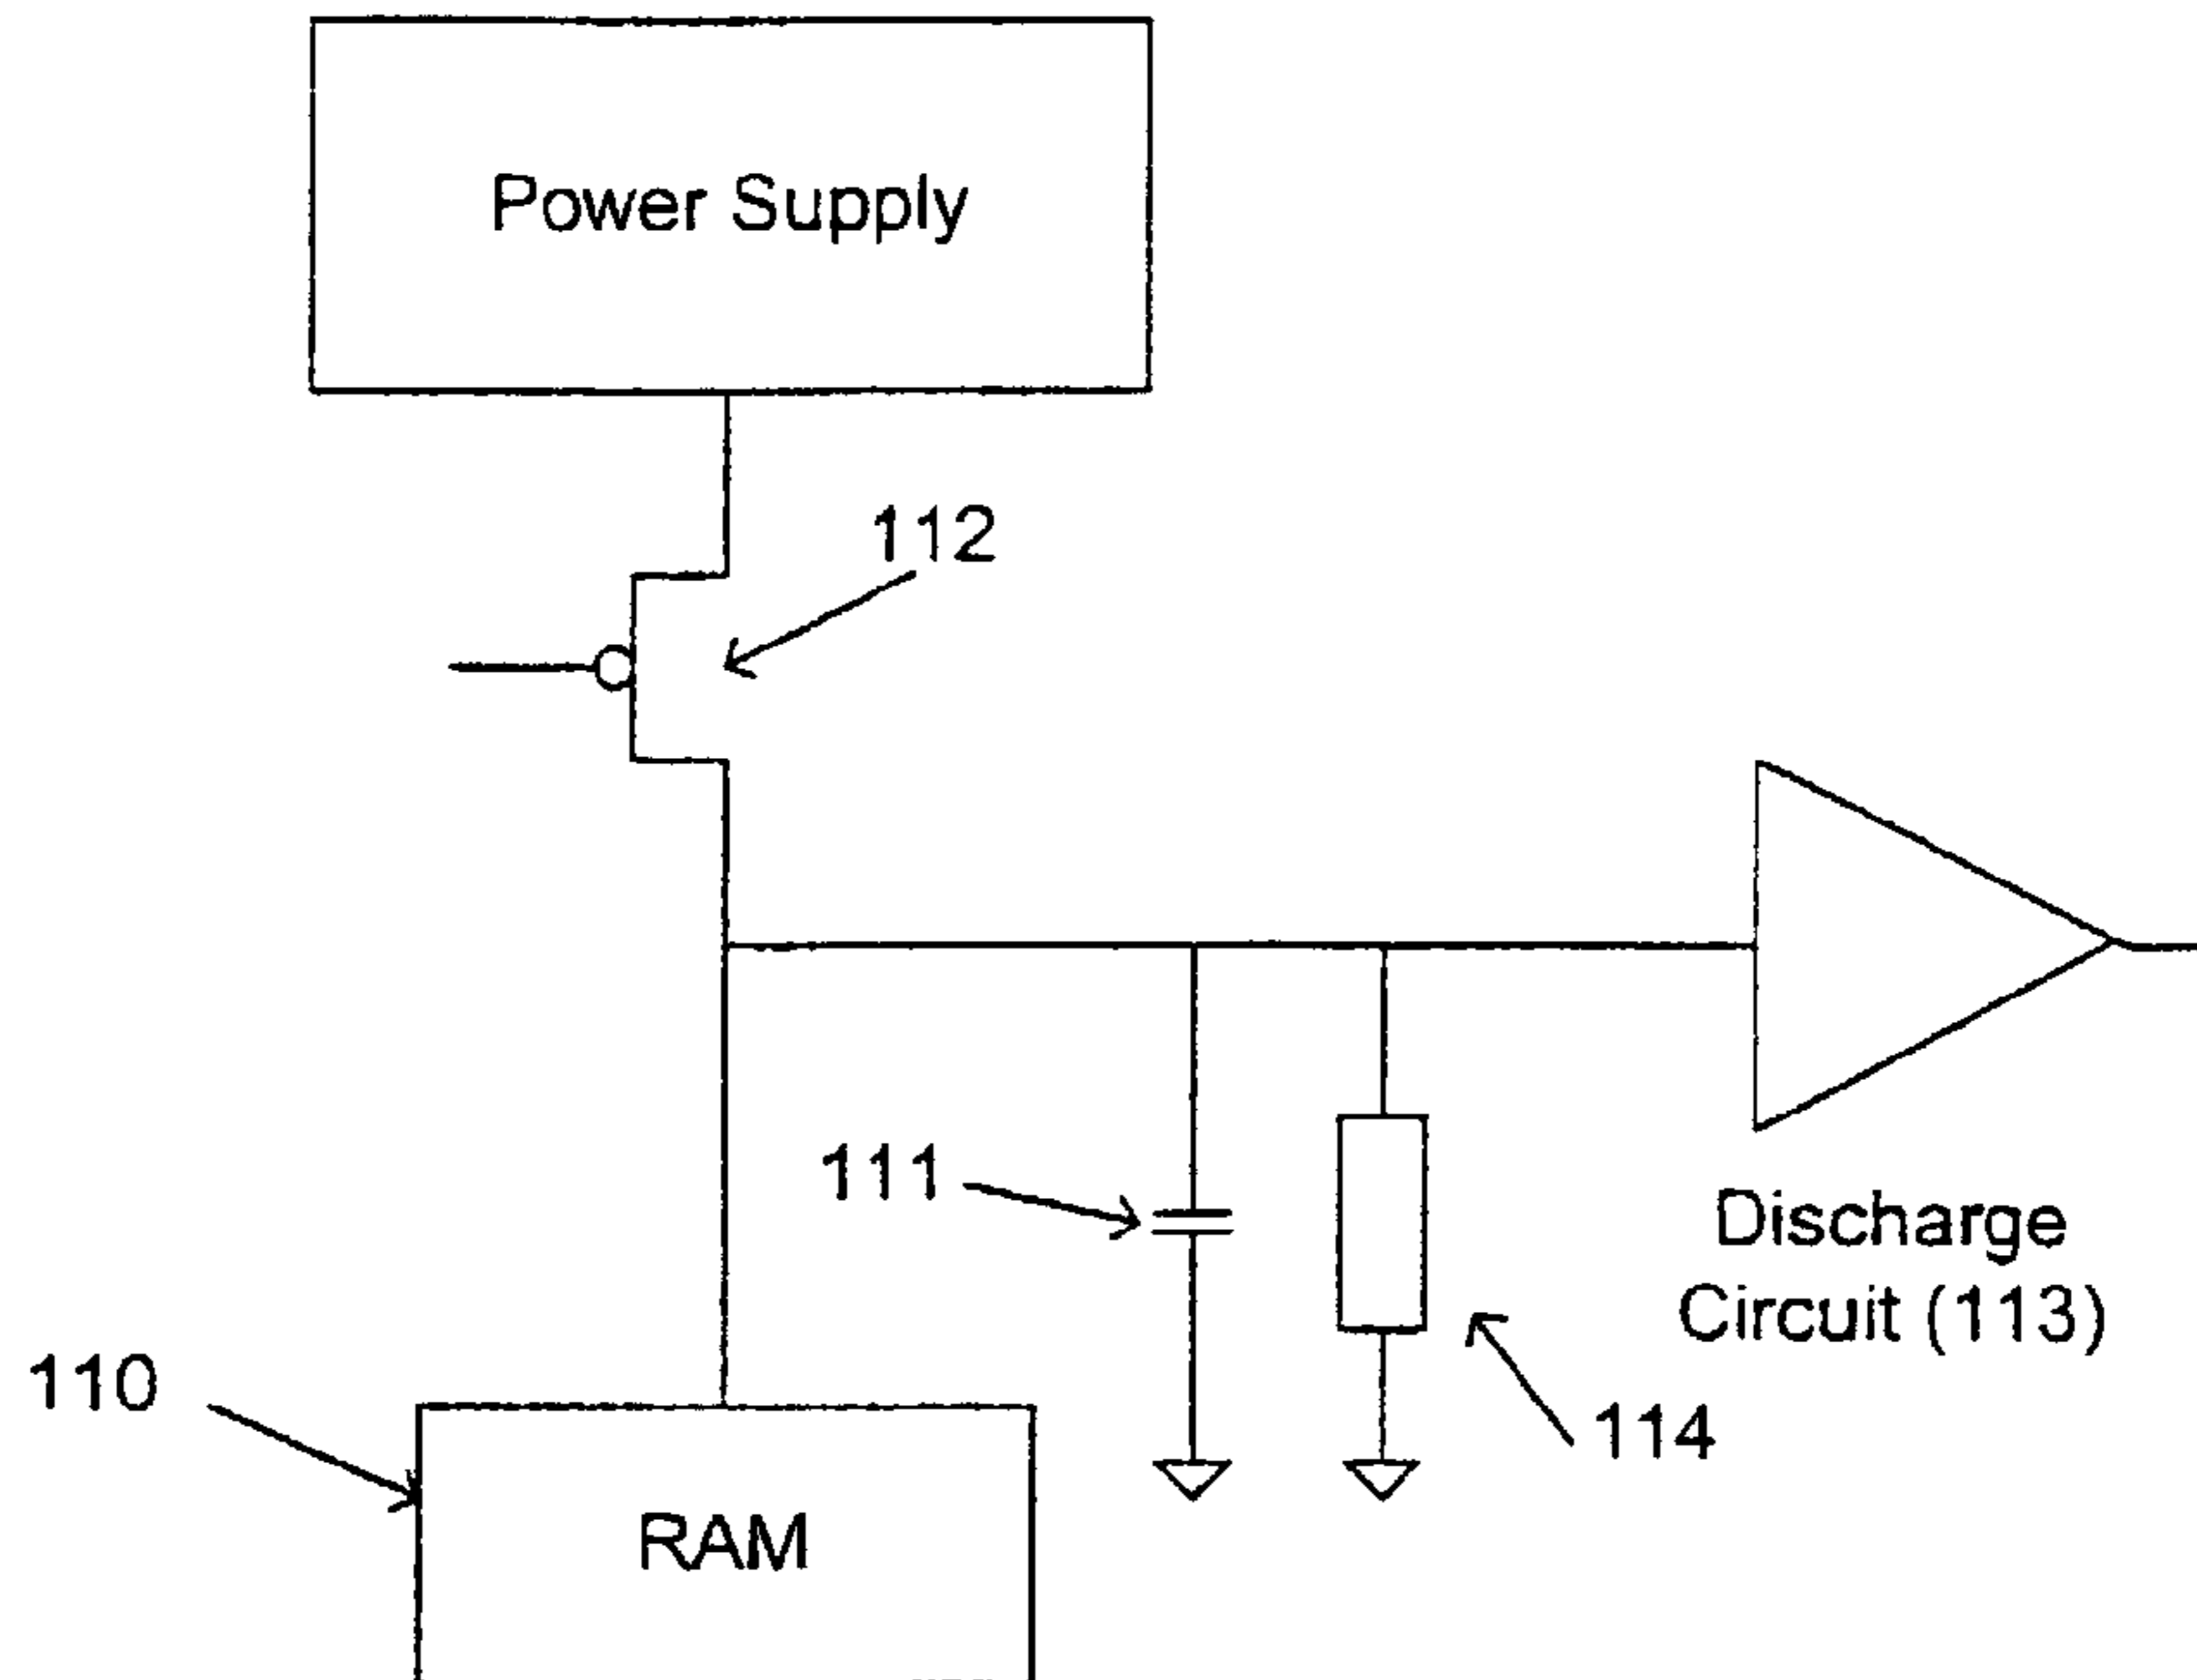 Power Supply
112
111
Discharge
Circuit (113)
110
114
RAM